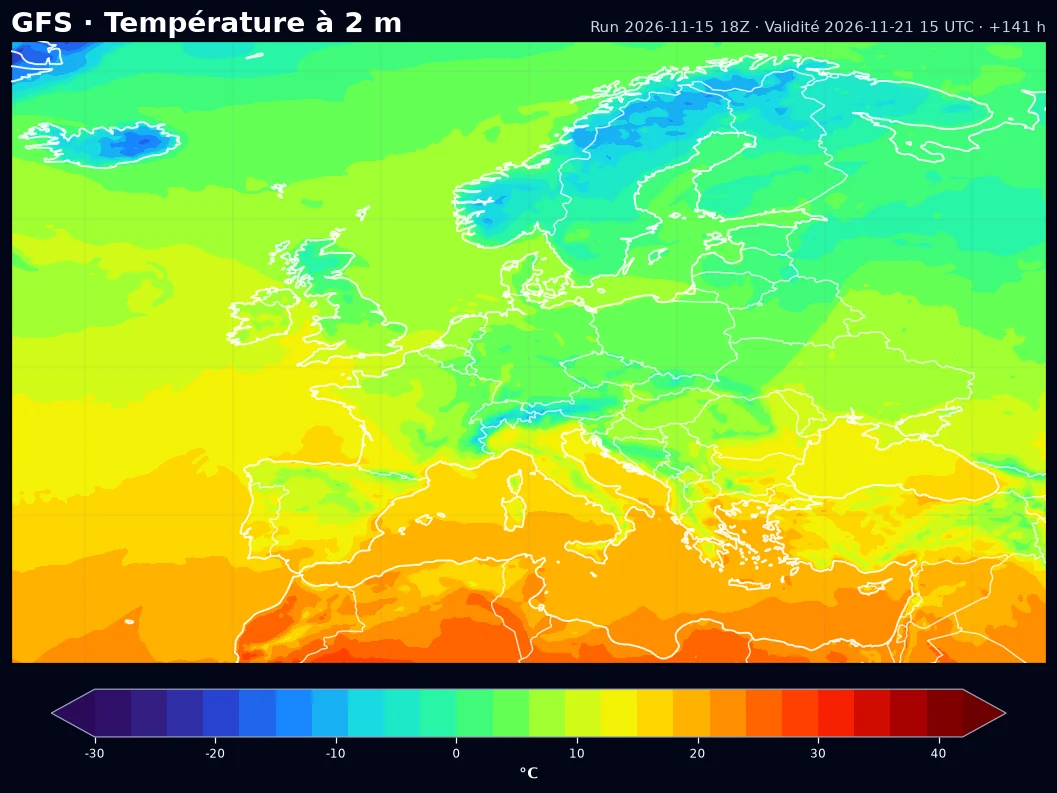 GFS · Température à 2 m
Run 2026-11-15 18Z · Validité 2026-11-21 15 UTC · +141 h
-30 -20 -10 0 10 20 30 40
°C